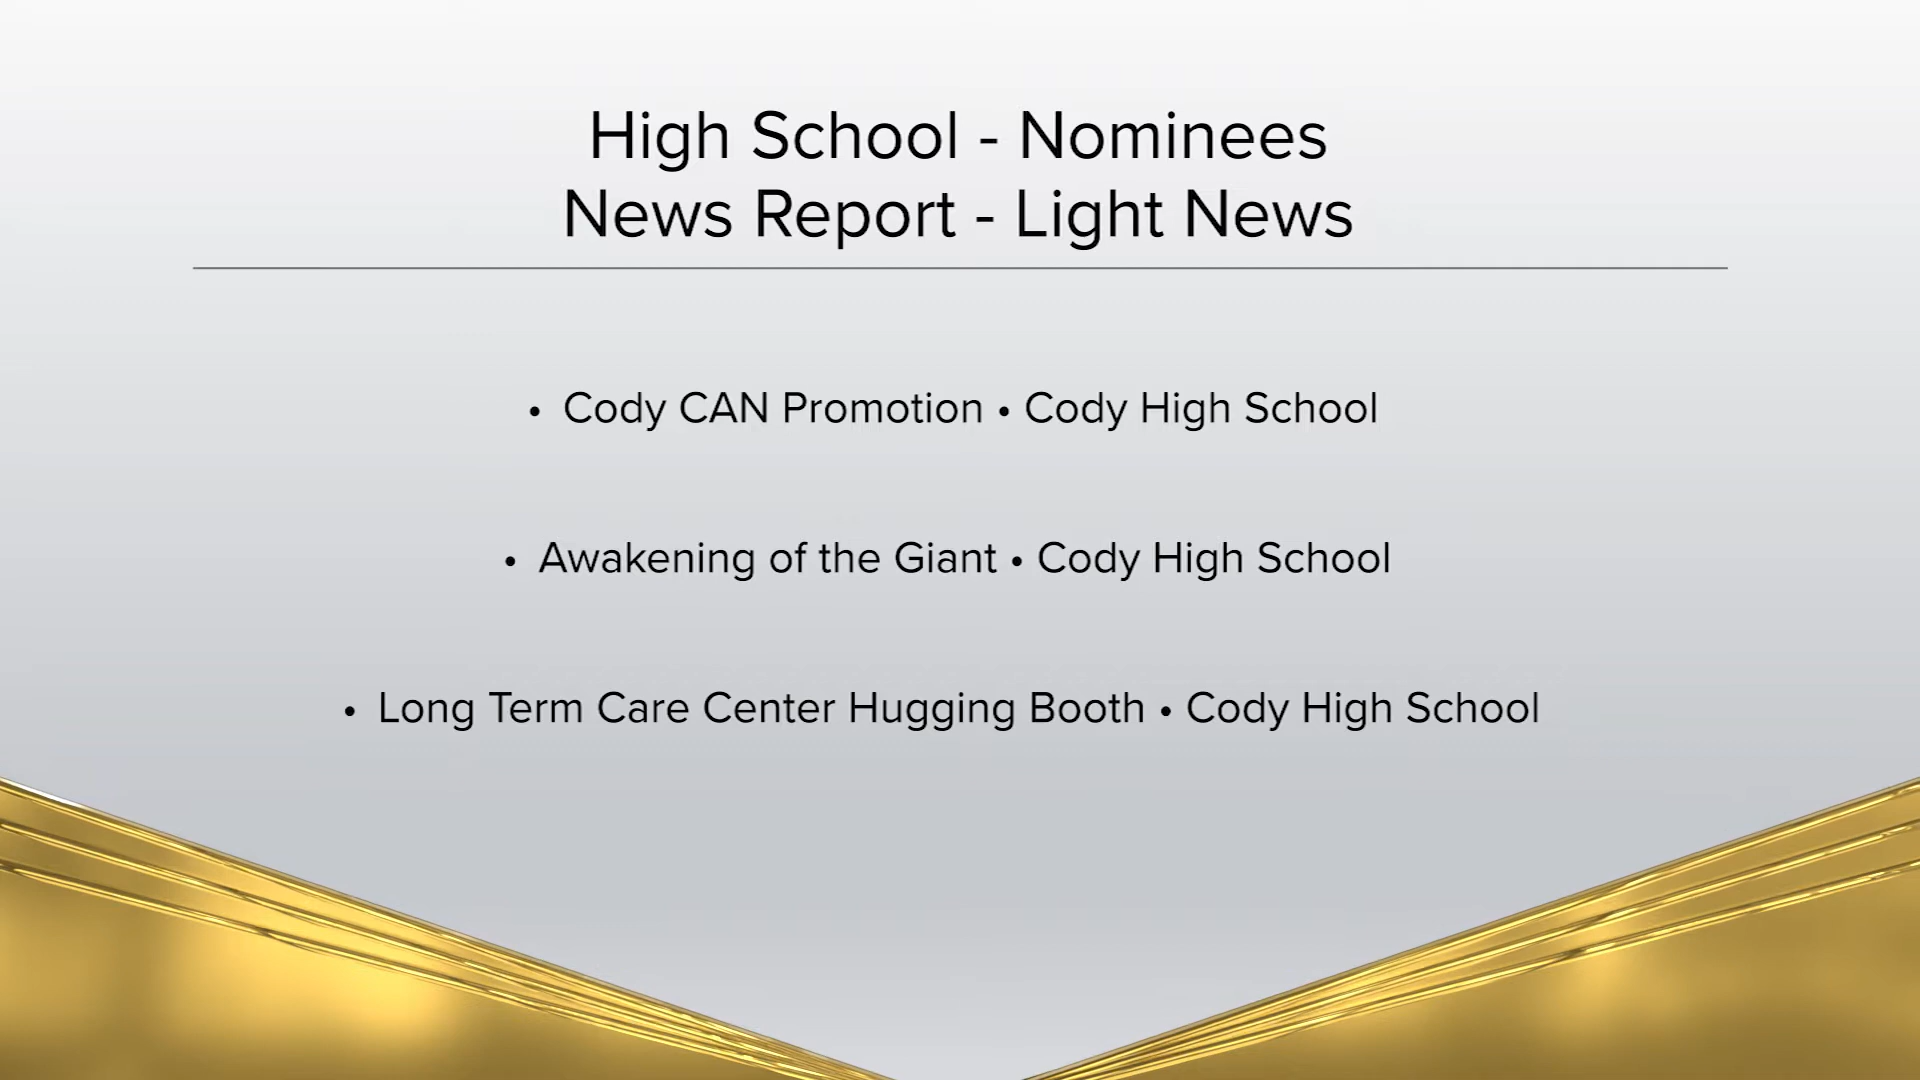 High School - Nominees
News Report - Light News
• Cody CAN Promotion • Cody High School
• Awakening of the Giant • Cody High School
• Long Term Care Center Hugging Booth • Cody High School